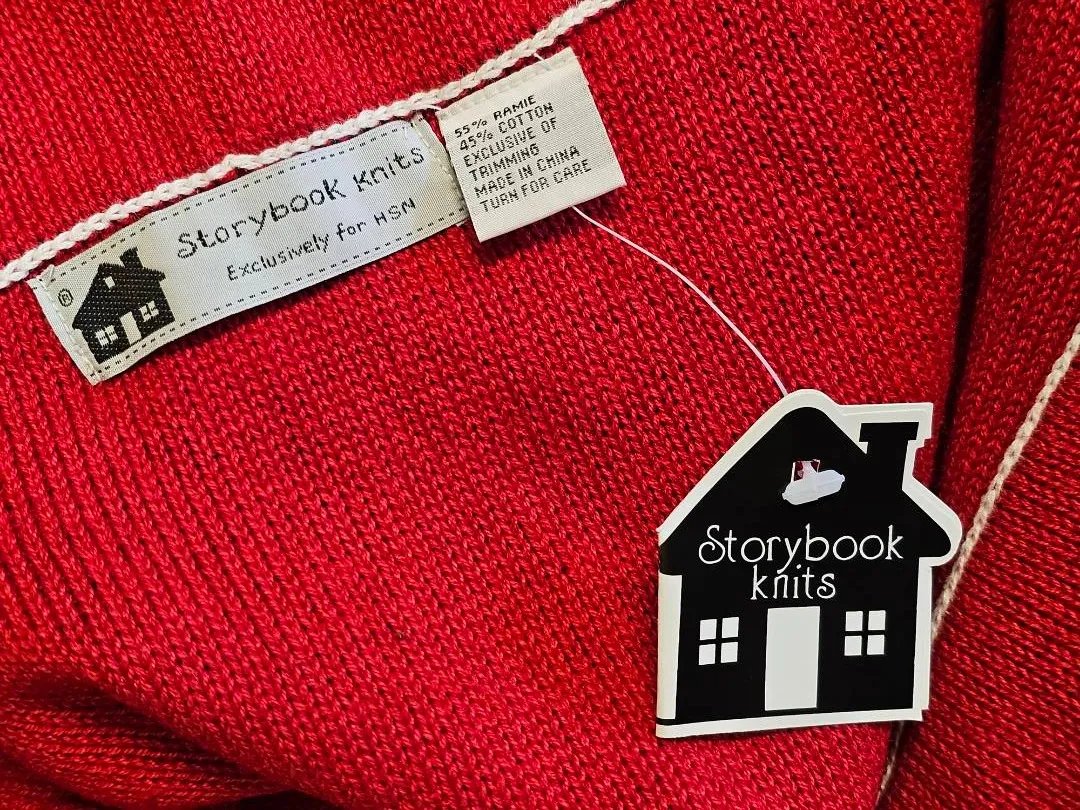 Storybook Knits
Exclusively for HSN
®
55% RAMIE
45% COTTON
EXCLUSIVE OF
TRIMMING
MADE IN CHINA
TURN FOR CARE
Storybook
knits